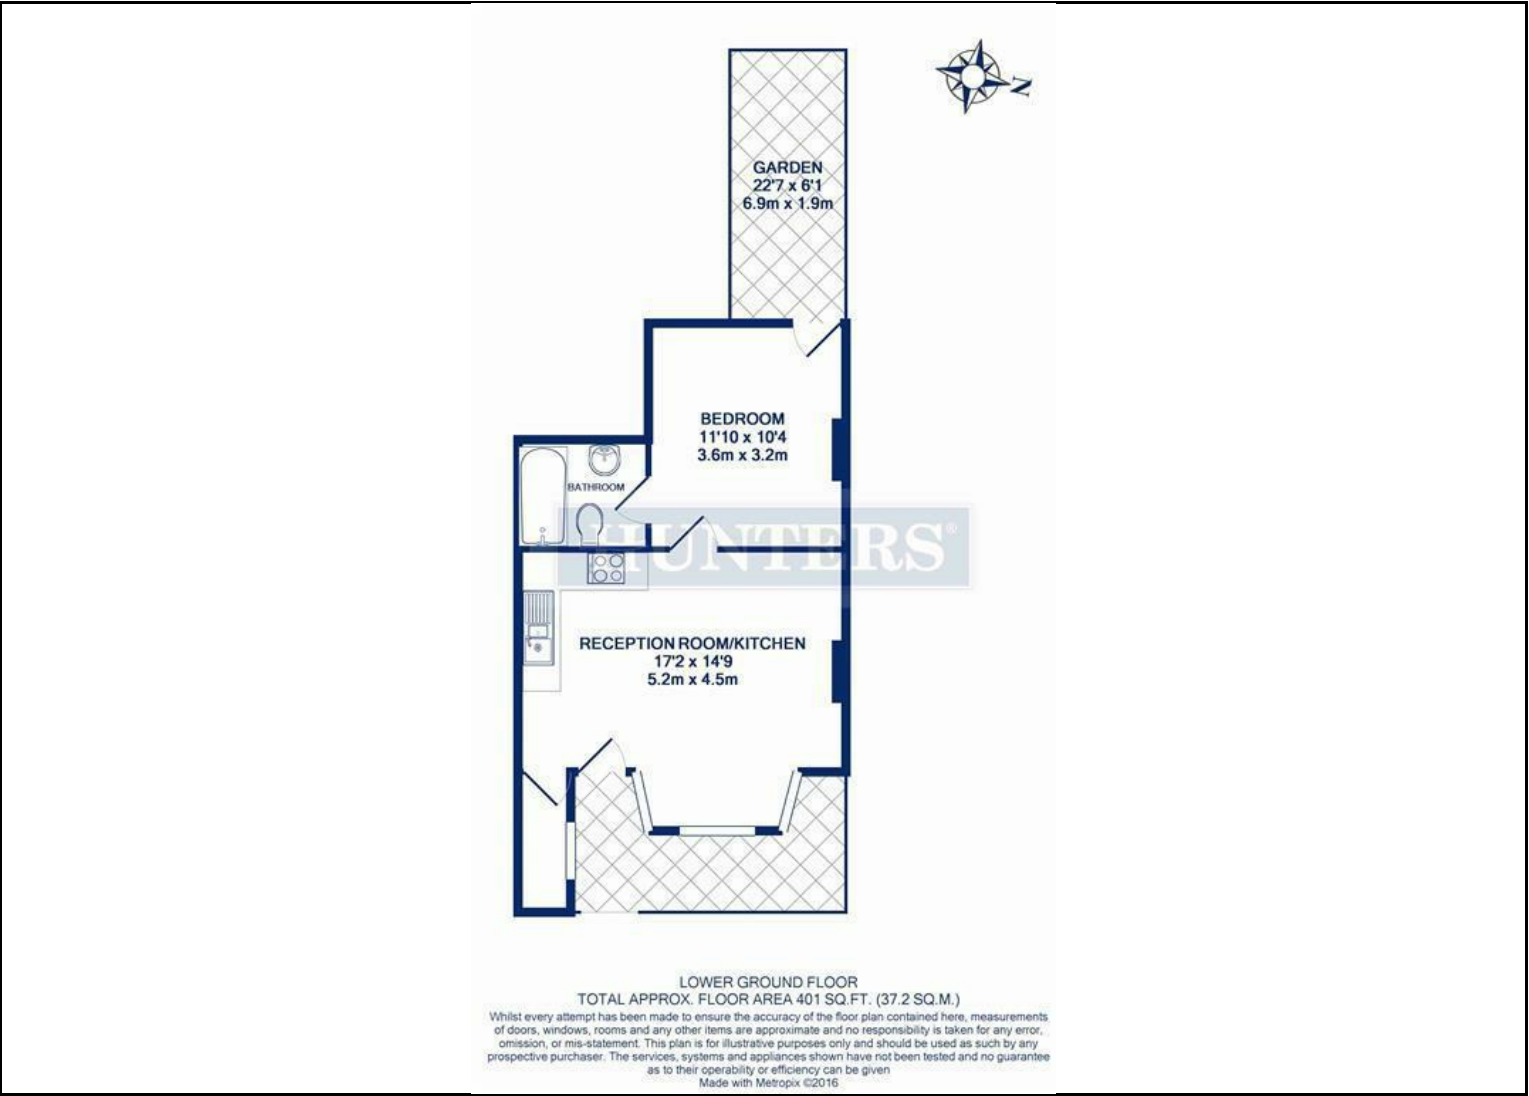 N
GARDEN
22'7 x 6'1
6.9m x 1.9m
BEDROOM
11'10 x 10'4
3.6m x 3.2m
BATHROOM
HUNTERS®
RECEPTION ROOM/KITCHEN
17'2 x 14'9
5.2m x 4.5m
LOWER GROUND FLOOR
TOTAL APPROX. FLOOR AREA 401 SQ.FT. (37.2 SQ.M.)
Whilst every attempt has been made to ensure the accuracy of the floor plan contained here, measurements
of doors, windows, rooms and any other items are approximate and no responsibility is taken for any error,
omission, or mis-statement. This plan is for illustrative purposes only and should be used as such by any
prospective purchaser. The services, systems and appliances shown have not been tested and no guarantee
as to their operability or efficiency can be given
Made with Metropix ©2016